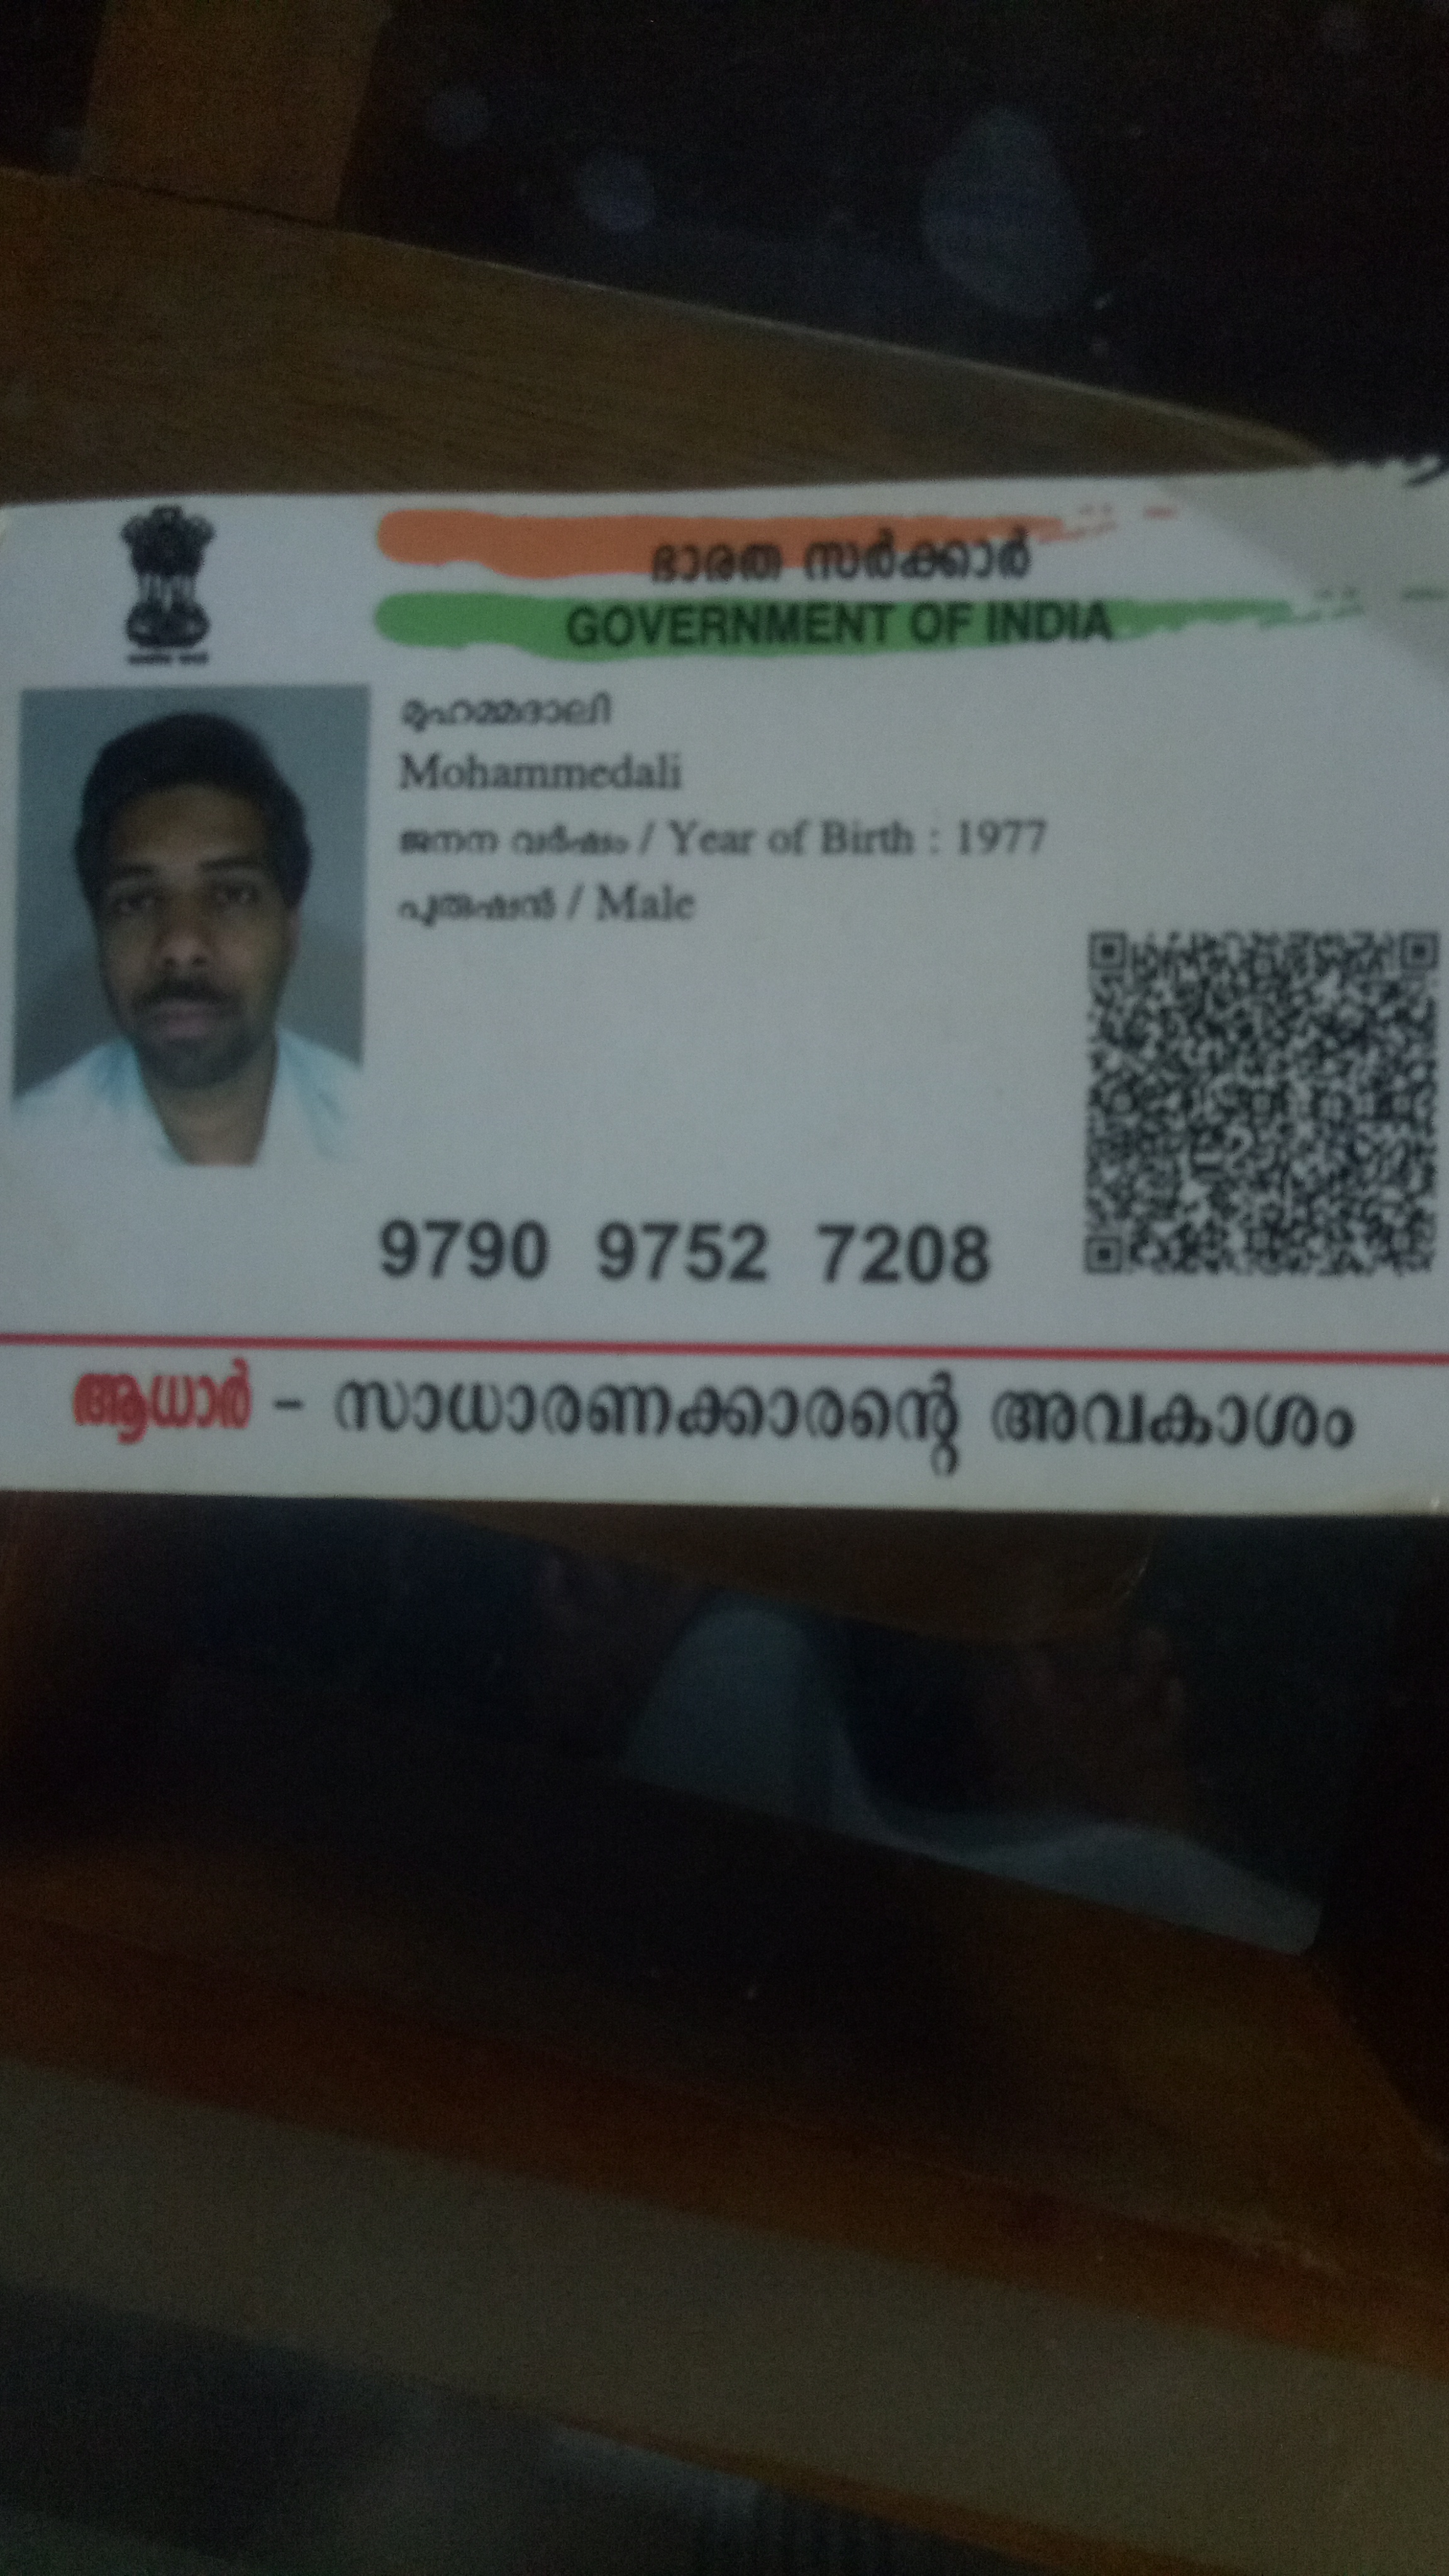 ഭാരത സർക്കാർ
GOVERNMENT OF INDIA
മുഹമ്മദാലി
Mohammedali
ജനന വർഷം / Year of Birth : 1977
പുരുഷൻ / Male
9790 9752 7208
ആധാർ – സാധാരണക്കാരന്റെ അവകാശം